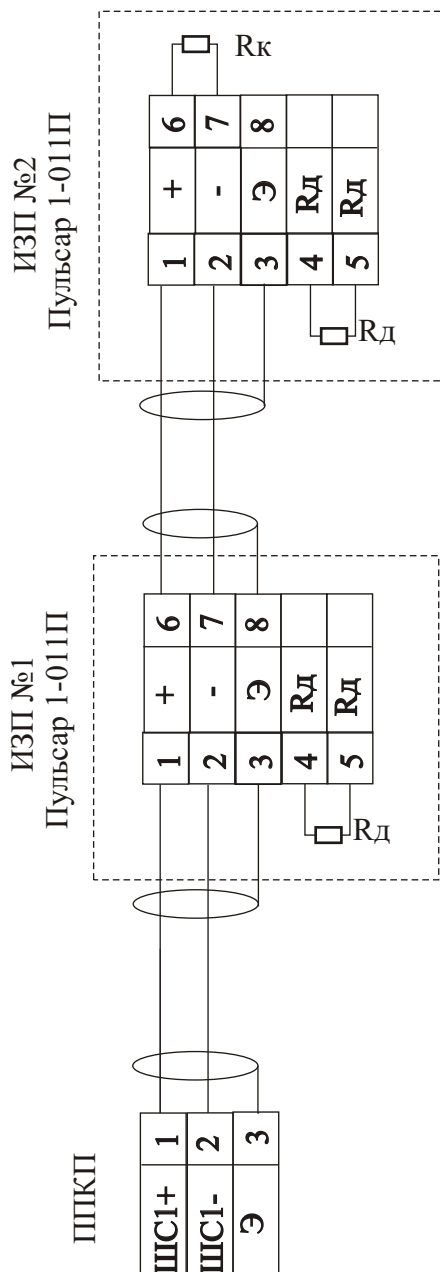 ППКП
ШС1+ 1
ШС1- 2
Э 3
ИЗП №1
Пульсар 1-011П
1 + 6
2 - 7
3 Э 8
4 Rд
5 Rд
Rд
ИЗП №2
Пульсар 1-011П
1 + 6
2 - 7
3 Э 8
4 Rд
5 Rд
Rк
Rд